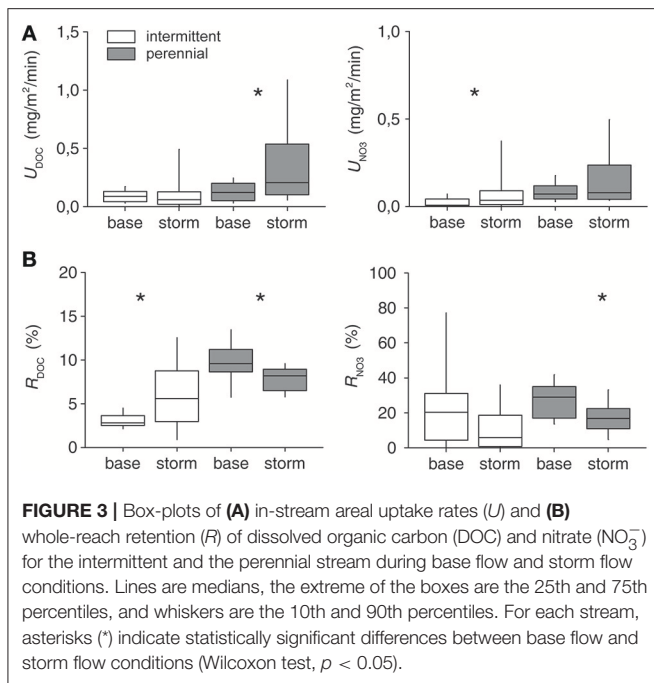 A
1,5
1,0
0,5
0,0
U_DOC (mg/m²/min)
intermittent
perennial
*
base storm base storm
1,0
0,5
0,0
U_NO3 (mg/m²/min)
*
base storm base storm
B
20
15
10
5
0
R_DOC (%)
* *
base storm base storm
100
80
60
40
20
0
R_NO3 (%)
*
base storm base storm
FIGURE 3 | Box-plots of (A) in-stream areal uptake rates (U) and (B)
whole-reach retention (R) of dissolved organic carbon (DOC) and nitrate (NO₃⁻)
for the intermittent and the perennial stream during base flow and storm flow
conditions. Lines are medians, the extreme of the boxes are the 25th and 75th
percentiles, and whiskers are the 10th and 90th percentiles. For each stream,
asterisks (*) indicate statistically significant differences between base flow and
storm flow conditions (Wilcoxon test, p < 0.05).